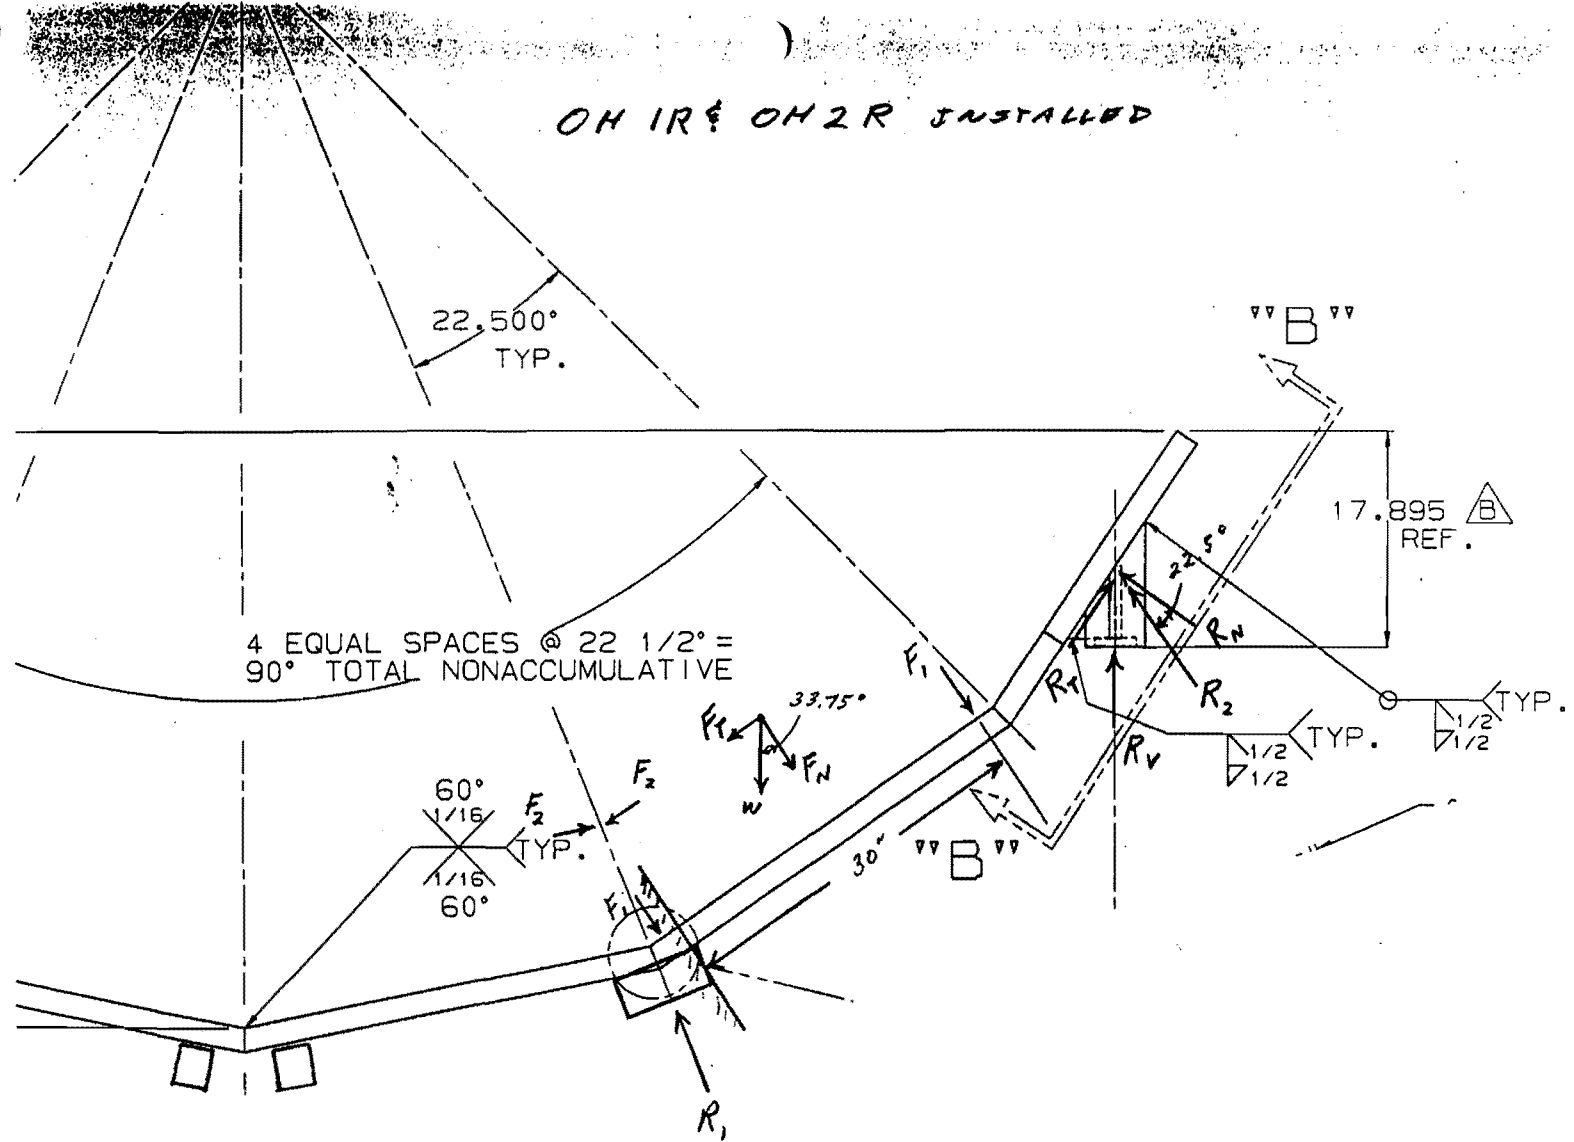 OH 1R & OH 2R INSTALLED
22.500°
TYP.
""B""
17.895 B
REF.
22.5°
4 EQUAL SPACES @ 22 1/2° =
90° TOTAL NONACCUMULATIVE
F1
RT
RN
R2
RV
TYP.
1/2
1/2
TYP.
1/2
1/2
33.75°
FT
FN
W
F2
F2
60°
1/16
TYP.
1/16
60°
30"
""B""
F1
R1